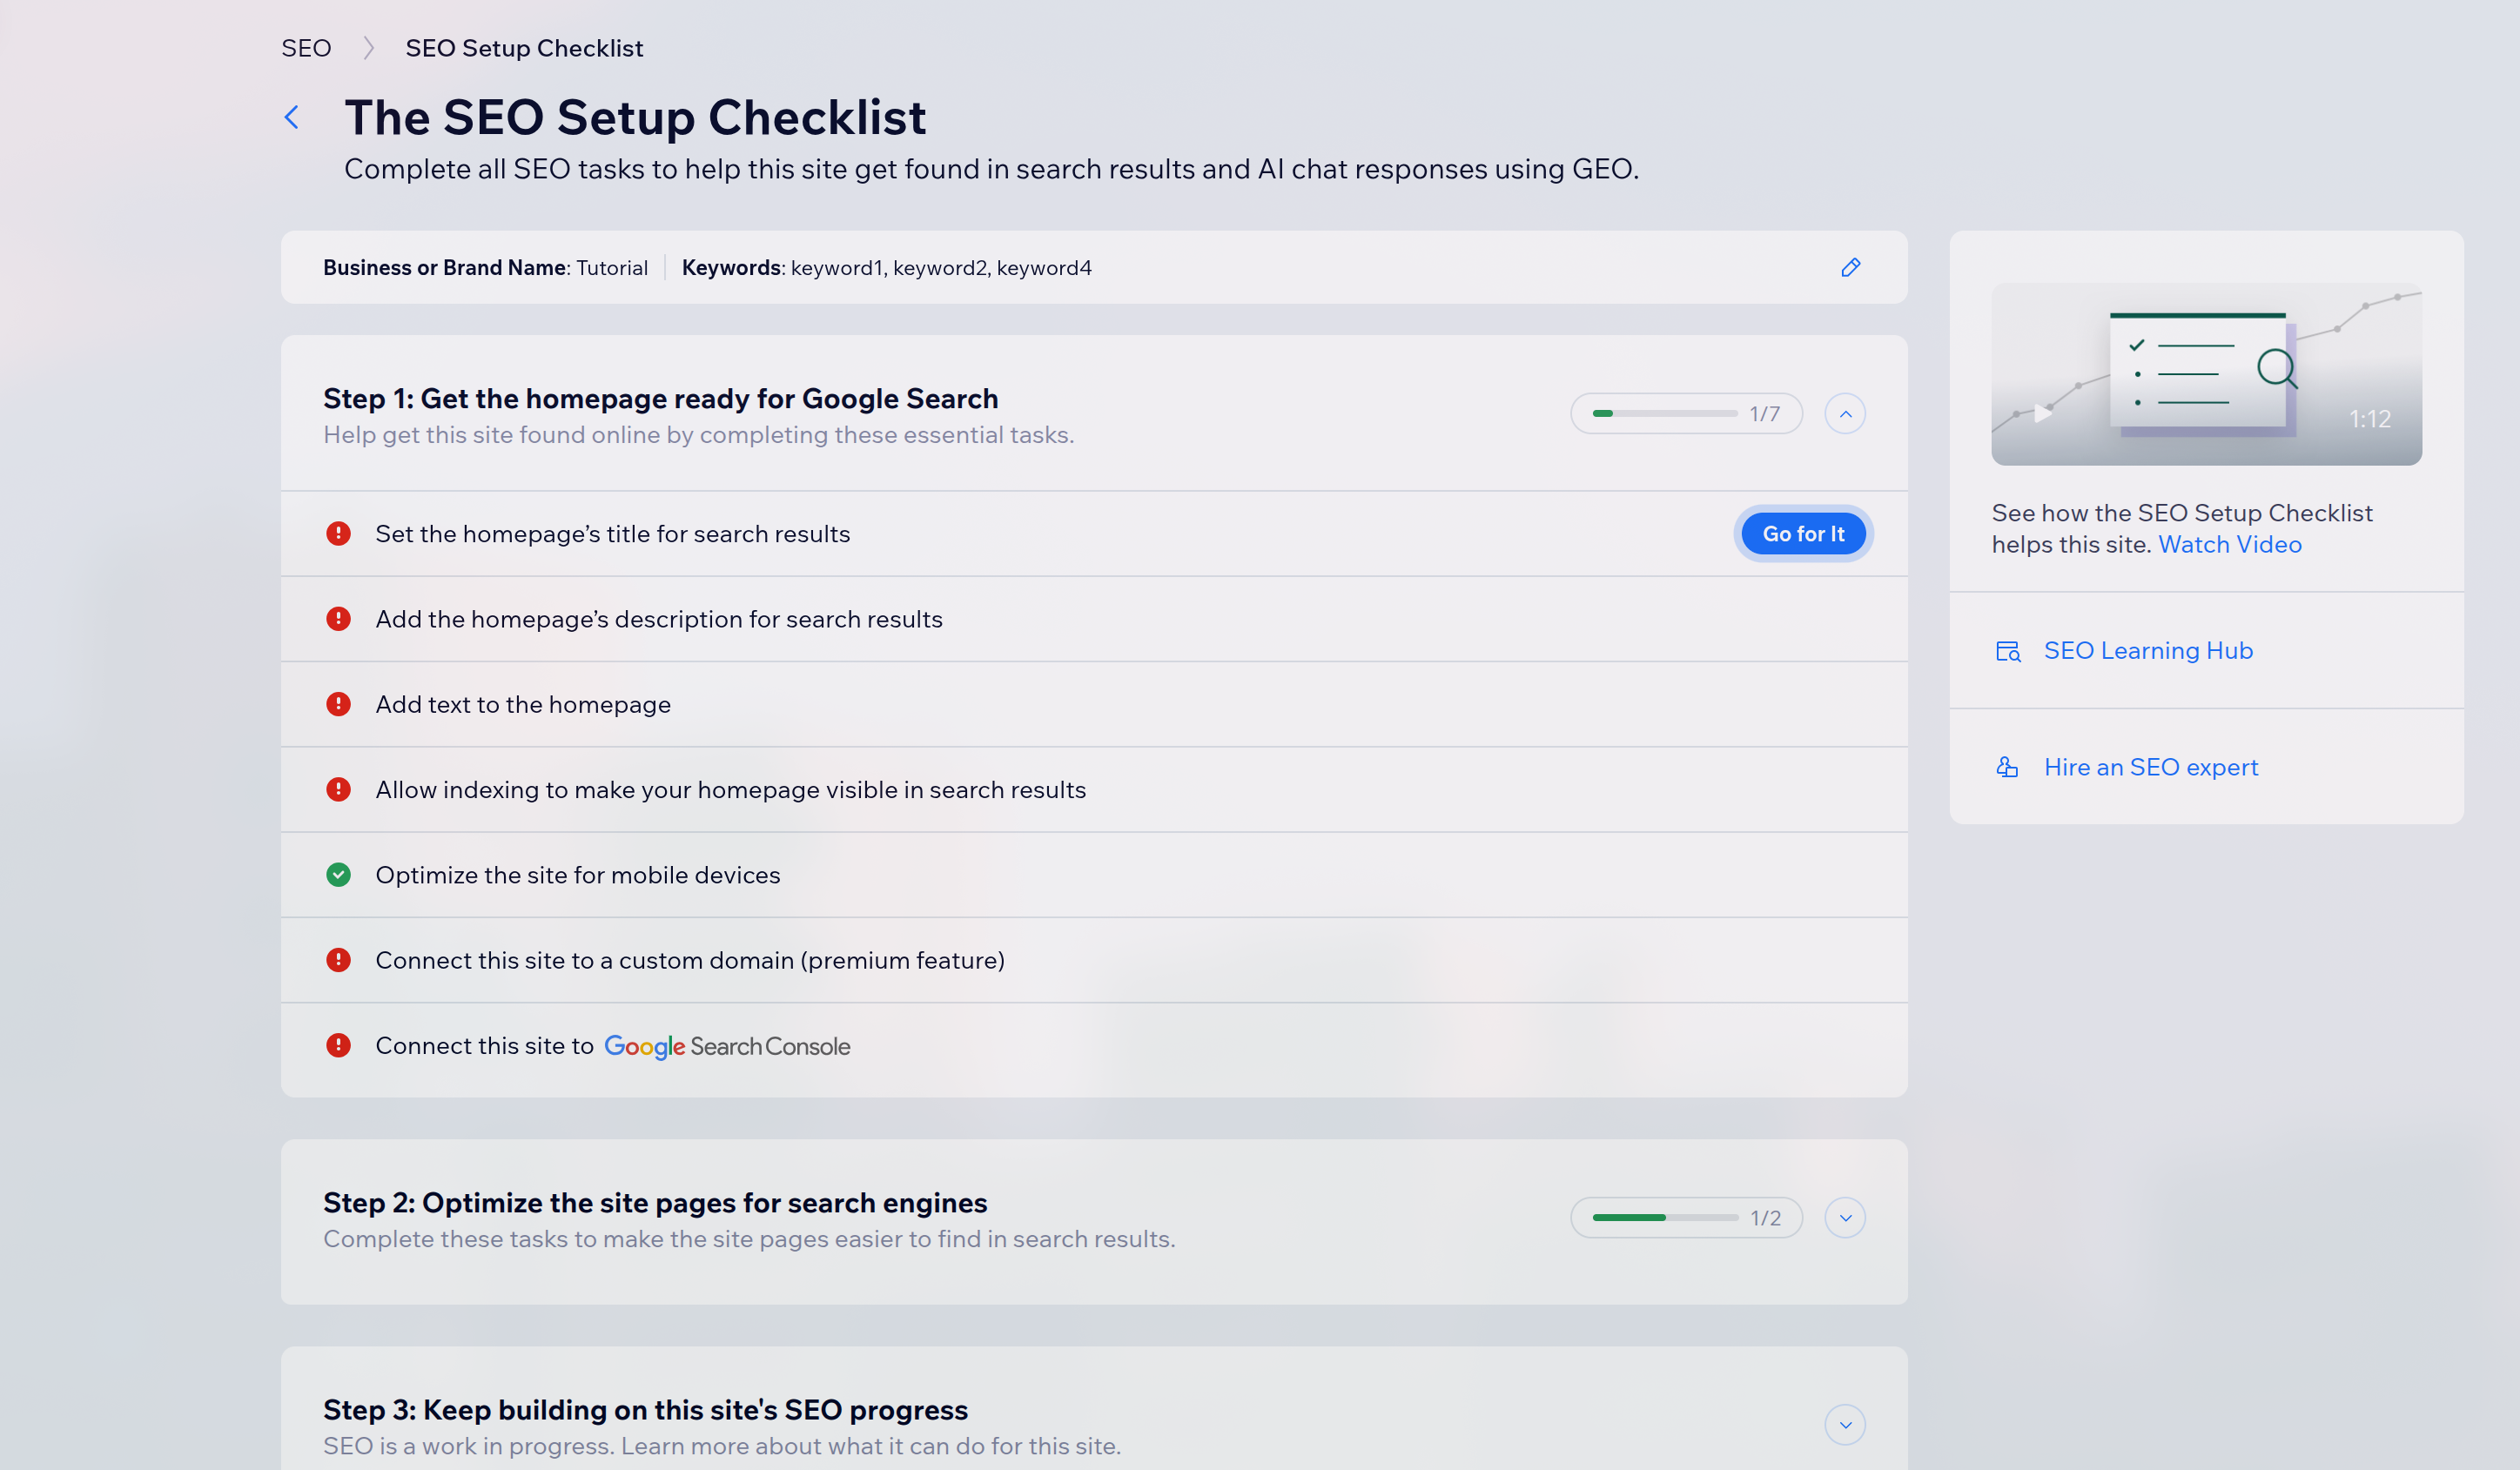 SEO
SEO Setup Checklist
The SEO Setup Checklist
Complete all SEO tasks to help this site get found in search results and AI chat responses using GEO.
Business or Brand Name: Tutorial
Keywords: keyword1, keyword2, keyword4
Step 1: Get the homepage ready for Google Search
Help get this site found online by completing these essential tasks.
1/7
Set the homepage’s title for search results
Go for It
Add the homepage’s description for search results
Add text to the homepage
Allow indexing to make your homepage visible in search results
Optimize the site for mobile devices
Connect this site to a custom domain (premium feature)
Connect this site to Google Search Console
Step 2: Optimize the site pages for search engines
Complete these tasks to make the site pages easier to find in search results.
1/2
Step 3: Keep building on this site's SEO progress
SEO is a work in progress. Learn more about what it can do for this site.
1:12
See how the SEO Setup Checklist
helps this site. Watch Video
SEO Learning Hub
Hire an SEO expert